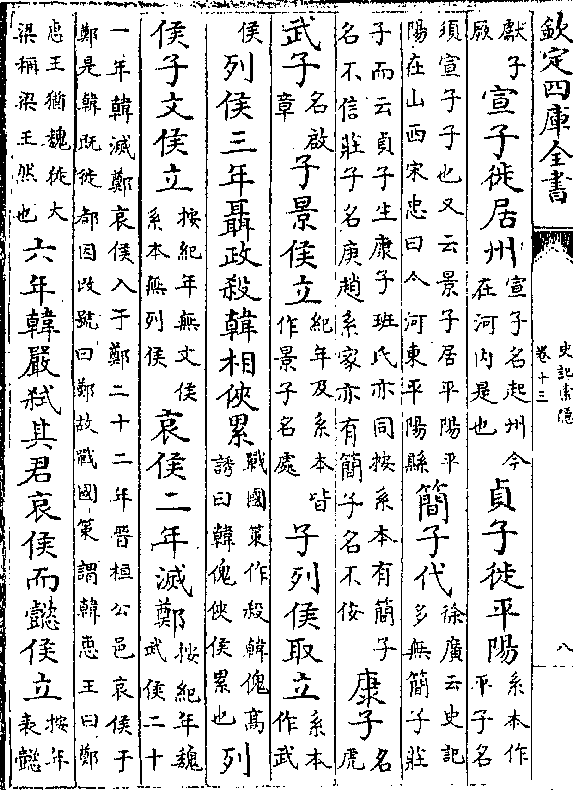 欽定四庫全書
史記索隱
卷十三
八
獻子
厥
宣子徙居州
宣子名起州今
在河内是也
貞子徙平陽
系本作
平子名
須宣子子也又云景子居平陽平
陽在山西宋忠曰今河東平陽縣
簡子代
徐廣云史記
多無簡子莊
子而云貞子生康子班氏亦同按系本有簡子
名不信莊子名庚趙系家亦有簡子名不佞
康子
名
虎
武子
名啟
章
子景侯立
紀年及系本皆
作景子名處
子列侯取立
系本
作武
侯
列侯三年聶政殺韓相俠累
戰國策作殺韓傀高
誘曰韓傀俠侯累也
列
侯子文侯立
按紀年無文侯
系本無列侯
哀侯二年滅鄭
按紀年魏
武侯二十
一年韓滅鄭哀侯入于鄭二十二年晉桓公邑哀侯于
鄭是韓既徙都因改號曰鄭故戰國策謂韓惠王曰鄭
惠王猶魏徙大
梁稱梁王然也
六年韓嚴弑其君哀侯而懿侯立
按年
表懿